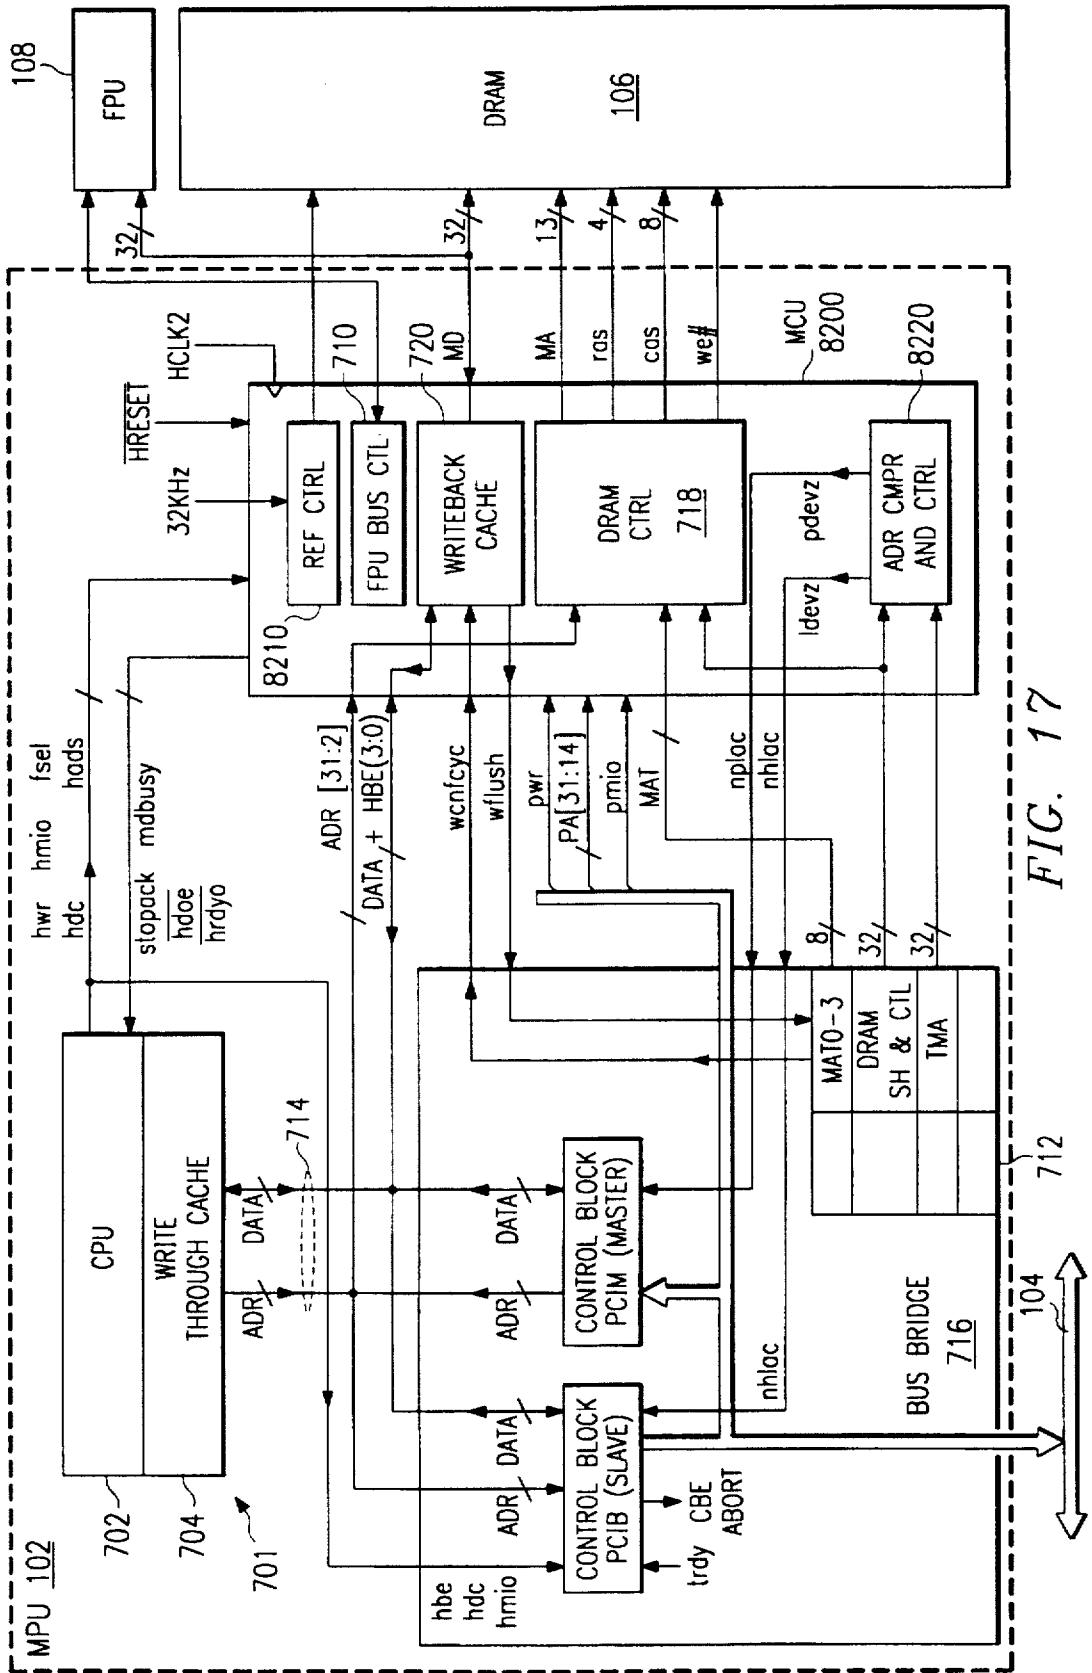 MPU 102
701
702
704
CPU
WRITE
THROUGH CACHE
ADR
DATA
714
hwr hmio fsel
hdc hads
stopack mdbusy
hdoe
hrdyo
32KHz
HRESET
HCLK2
108
FPU
32
DRAM
106
32
13
4
8
8210
REF CTRL
710
FPU BUS CTL
720
WRITEBACK
CACHE
MD
DRAM
CTRL
718
MA
ras
cas
we#
MCU
8200
8220
ADR CMPR
AND CTRL
pdevz
ldevz
ADR [31:2]
DATA + HBE(3:0)
wcnfcyc
wflush
pwr
PA[31:14]
pmio
MAT
nplac
nhlac
8
32
32
MAT0-3
DRAM
SH & CTL
TMA
712
hbe
hdc
hmio
ADR
DATA
CONTROL BLOCK
PCIB (SLAVE)
trdy
CBE
ABORT
ADR
DATA
CONTROL BLOCK
PCIM (MASTER)
nhlac
BUS BRIDGE
716
104
FIG. 17